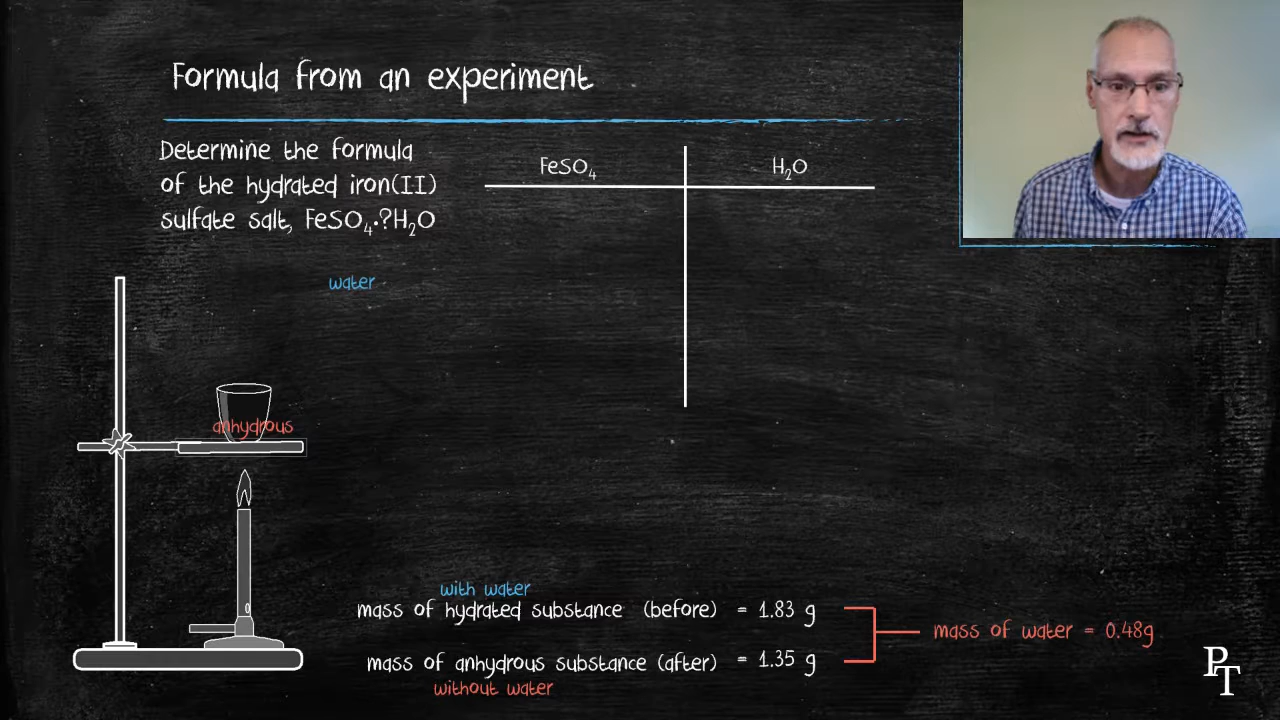 Formula from an experiment
Determine the formula
of the hydrated iron(II)
sulfate salt, FeSO₄·?H₂O
FeSO₄
H₂O
water
anhydrous
with water
mass of hydrated substance (before) = 1.83 g
mass of anhydrous substance (after) = 1.35 g
without water
mass of water = 0.48g
PT